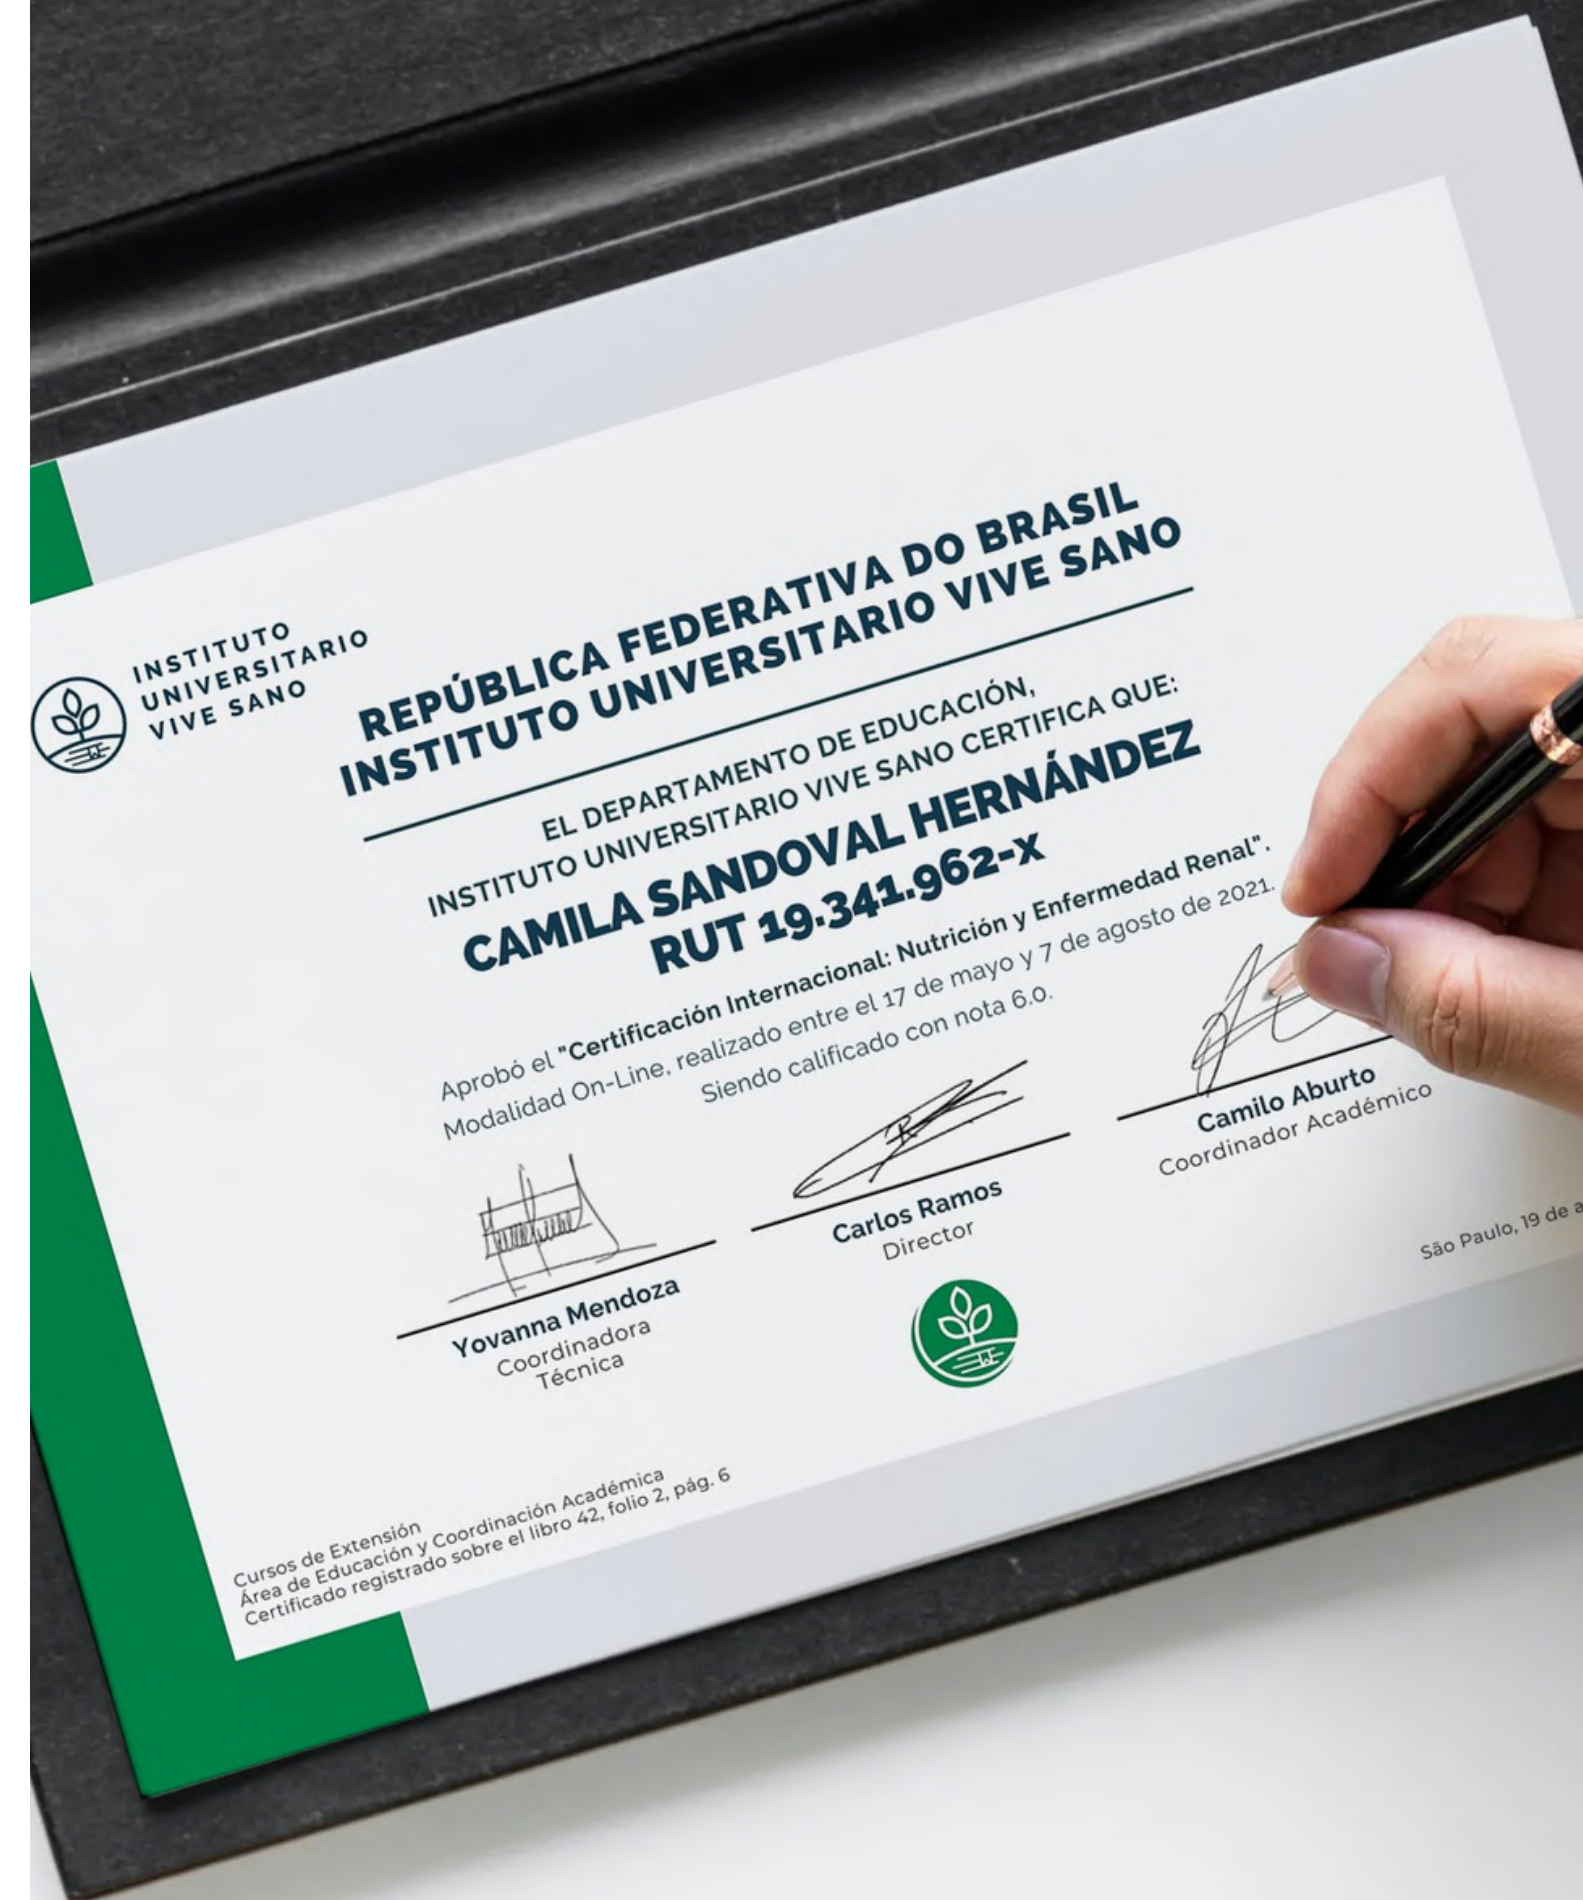 INSTITUTO
UNIVERSITARIO
VIVE SANO
REPÚBLICA FEDERATIVA DO BRASIL
INSTITUTO UNIVERSITARIO VIVE SANO
EL DEPARTAMENTO DE EDUCACIÓN,
INSTITUTO UNIVERSITARIO VIVE SANO CERTIFICA QUE:
CAMILA SANDOVAL HERNÁNDEZ
RUT 19.341.962-X
Aprobó el "Certificación Internacional: Nutrición y Enfermedad Renal".
Modalidad On-Line, realizado entre el 17 de mayo y 7 de agosto de 2021.
Siendo calificado con nota 6.0.
Yovanna Mendoza
Coordinadora
Técnica
Carlos Ramos
Director
Camilo Aburto
Coordinador Académico
São Paulo, 19 de a
Cursos de Extensión
Área de Educación y Coordinación Académica
Certificado registrado sobre el libro 42, folio 2, pág. 6